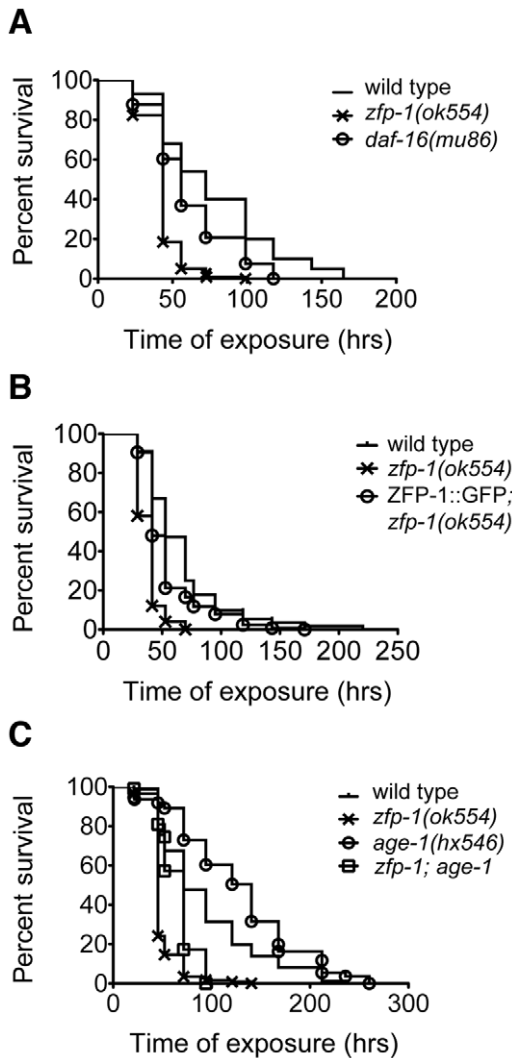 A
100
80
60
40
20
0
Percent survival
wild type
zfp-1(ok554)
daf-16(mu86)
0 50 100 150 200
Time of exposure (hrs)
B
100
80
60
40
20
0
Percent survival
wild type
zfp-1(ok554)
ZFP-1::GFP;
zfp-1(ok554)
0 50 100 150 200 250
Time of exposure (hrs)
C
100
80
60
40
20
0
Percent survival
wild type
zfp-1(ok554)
age-1(hx546)
zfp-1; age-1
0 100 200 300
Time of exposure (hrs)